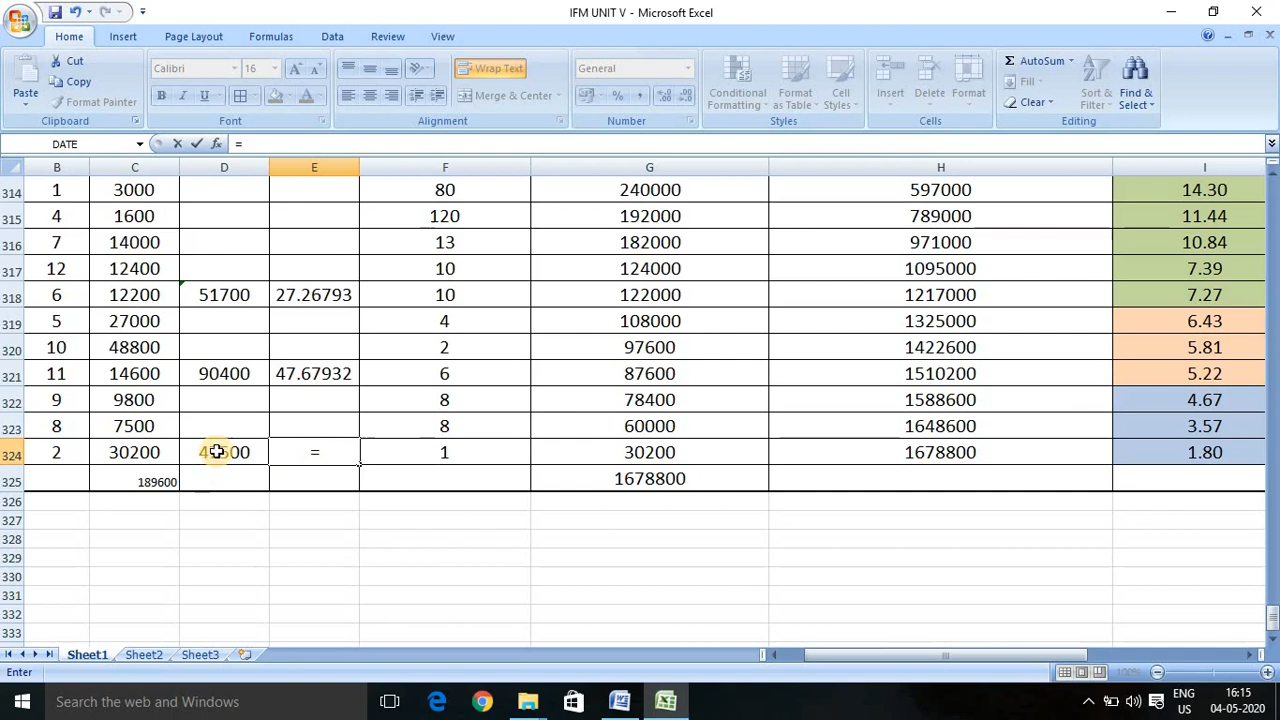 IFM UNIT V - Microsoft Excel
Home Insert Page Layout Formulas Data Review View
Paste Cut Copy Format Painter Clipboard
Calibri 16 B I U Font
Wrap Text Merge & Center Alignment
General % , Number
Conditional Formatting Format as Table Cell Styles Styles
Insert Delete Format Cells
AutoSum Fill Clear Sort & Filter Find & Select Editing
DATE fx =
B C D E F G H I
314 1 3000 80 240000 597000 14.30
315 4 1600 120 192000 789000 11.44
316 7 14000 13 182000 971000 10.84
317 12 12400 10 124000 1095000 7.39
318 6 12200 51700 27.26793 10 122000 1217000 7.27
319 5 27000 4 108000 1325000 6.43
320 10 48800 2 97600 1422600 5.81
321 11 14600 90400 47.67932 6 87600 1510200 5.22
322 9 9800 8 78400 1588600 4.67
323 8 7500 8 60000 1648600 3.57
324 2 30200 = 1 30200 1678800 1.80
325 189600 1678800
326
327
328
329
330
331
332
333
Sheet1 Sheet2 Sheet3
Enter 100%
Search the web and Windows
ENG US
16:15
04-05-2020